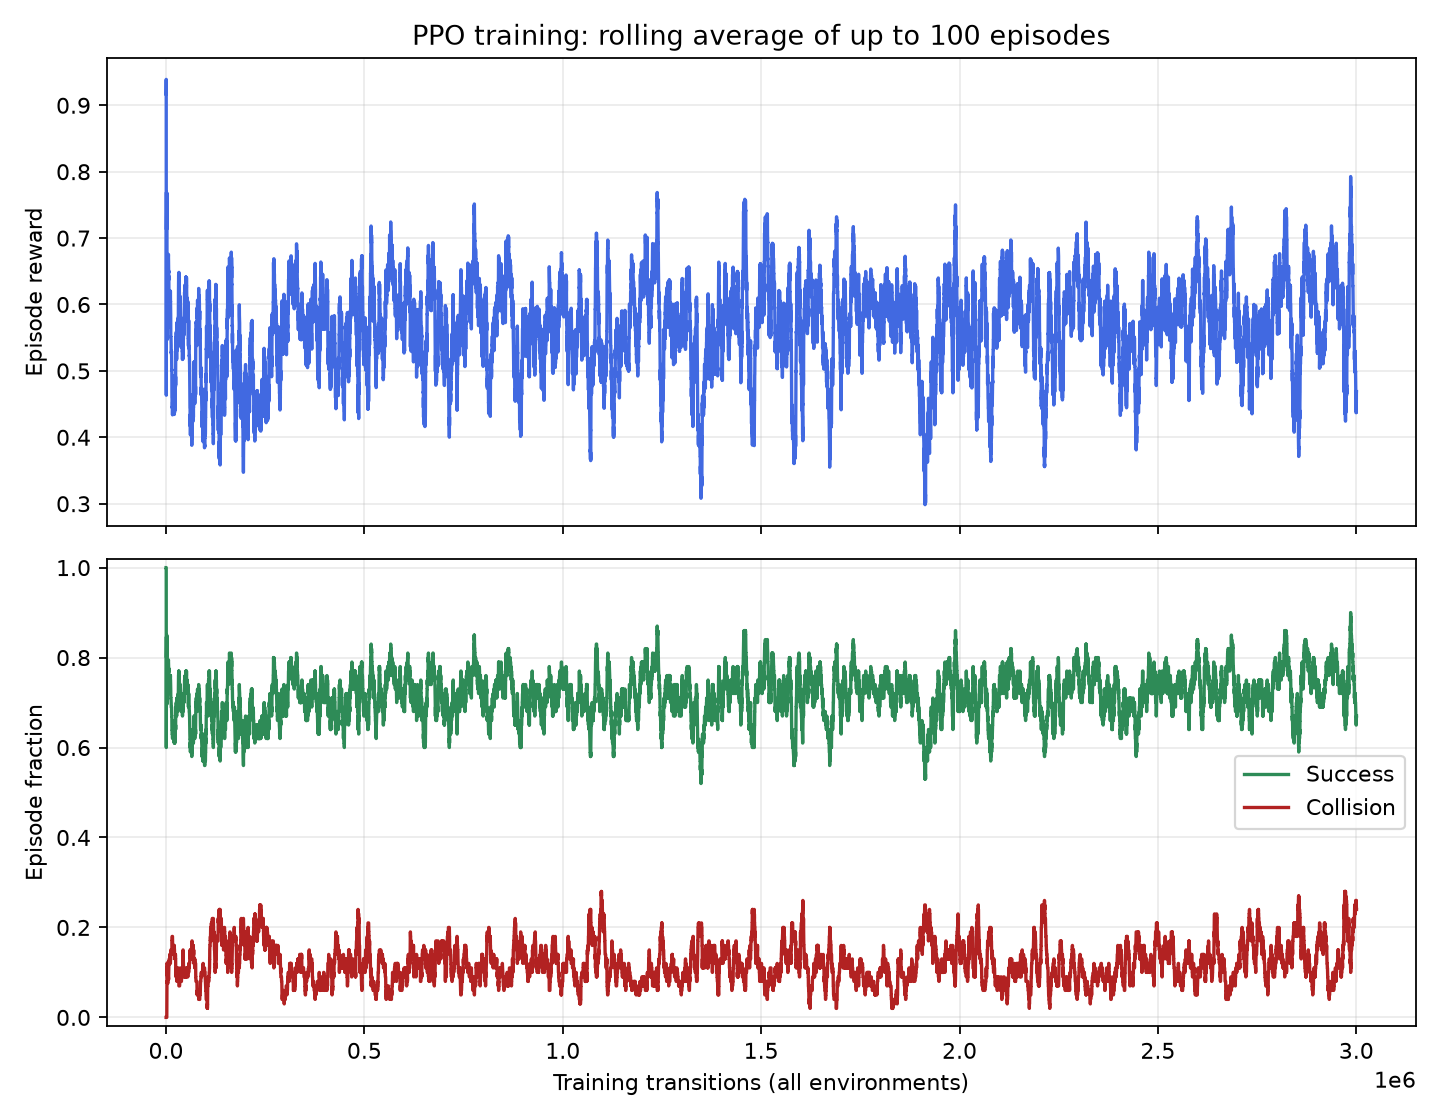 PPO training: rolling average of up to 100 episodes
Episode reward
0.9
0.8
0.7
0.6
0.5
0.4
0.3
Episode fraction
1.0
0.8
0.6
0.4
0.2
0.0
Success
Collision
0.0 0.5 1.0 1.5 2.0 2.5 3.0
1e6
Training transitions (all environments)